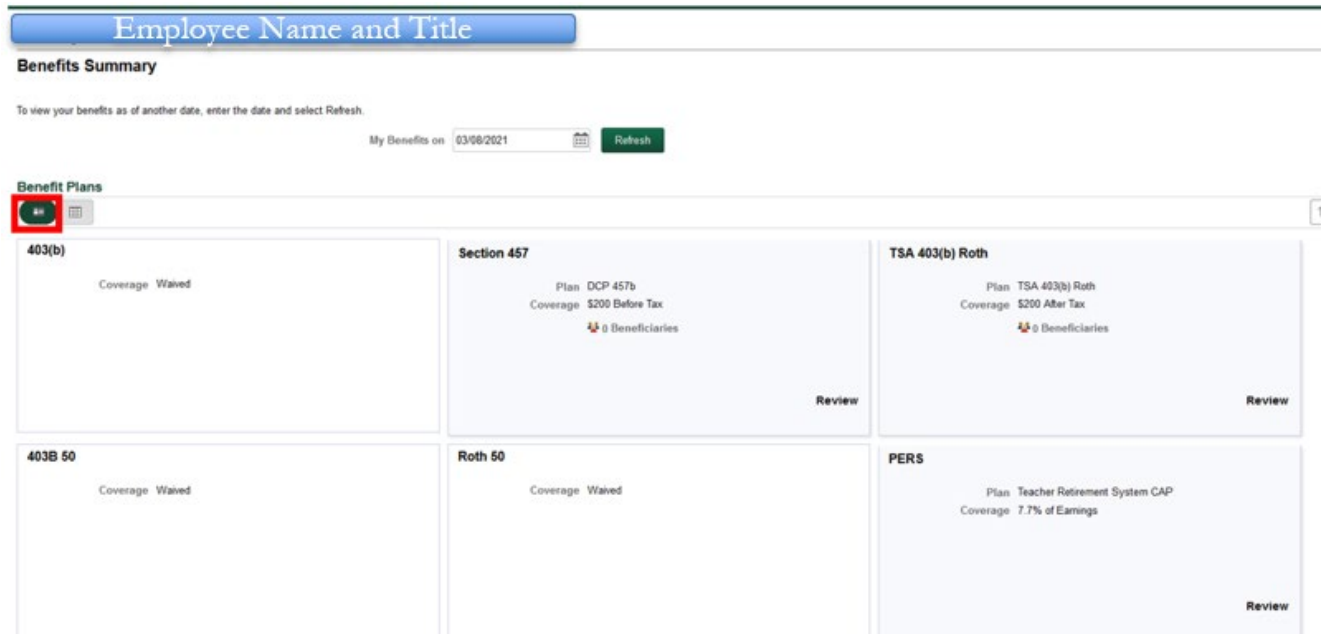 Employee Name and Title
Benefits Summary
To view your benefits as of another date, enter the date and select Refresh.
My Benefits on 03/08/2021 Refresh
Benefit Plans
403(b)
Coverage Waived
Section 457
Plan DCP 457b
Coverage $200 Before Tax
0 Beneficiaries
Review
TSA 403(b) Roth
Plan TSA 403(b) Roth
Coverage $200 After Tax
0 Beneficiaries
Review
403B 50
Coverage Waived
Roth 50
Coverage Waived
PERS
Plan Teacher Retirement System CAP
Coverage 7.7% of Earnings
Review